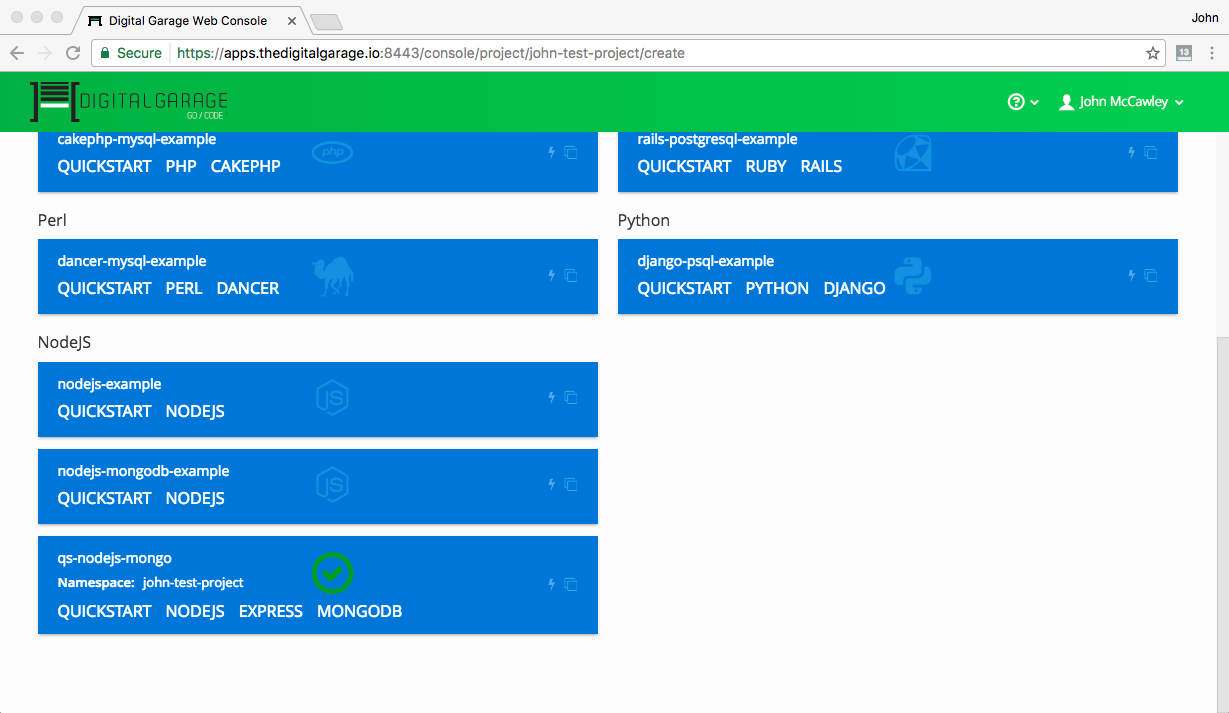 John
Digital Garage Web Console
Secure https://apps.thedigitalgarage.io:8443/console/project/john-test-project/create
13
DIGITALGARAGE
GO / CODE
? John McCawley
cakephp-mysql-example
php
QUICKSTART PHP CAKEPHP
rails-postgresql-example
QUICKSTART RUBY RAILS
Perl
dancer-mysql-example
QUICKSTART PERL DANCER
Python
django-psql-example
QUICKSTART PYTHON DJANGO
NodeJS
nodejs-example
JS
QUICKSTART NODEJS
nodejs-mongodb-example
JS
QUICKSTART NODEJS
qs-nodejs-mongo
Namespace: john-test-project
QUICKSTART NODEJS EXPRESS MONGODB